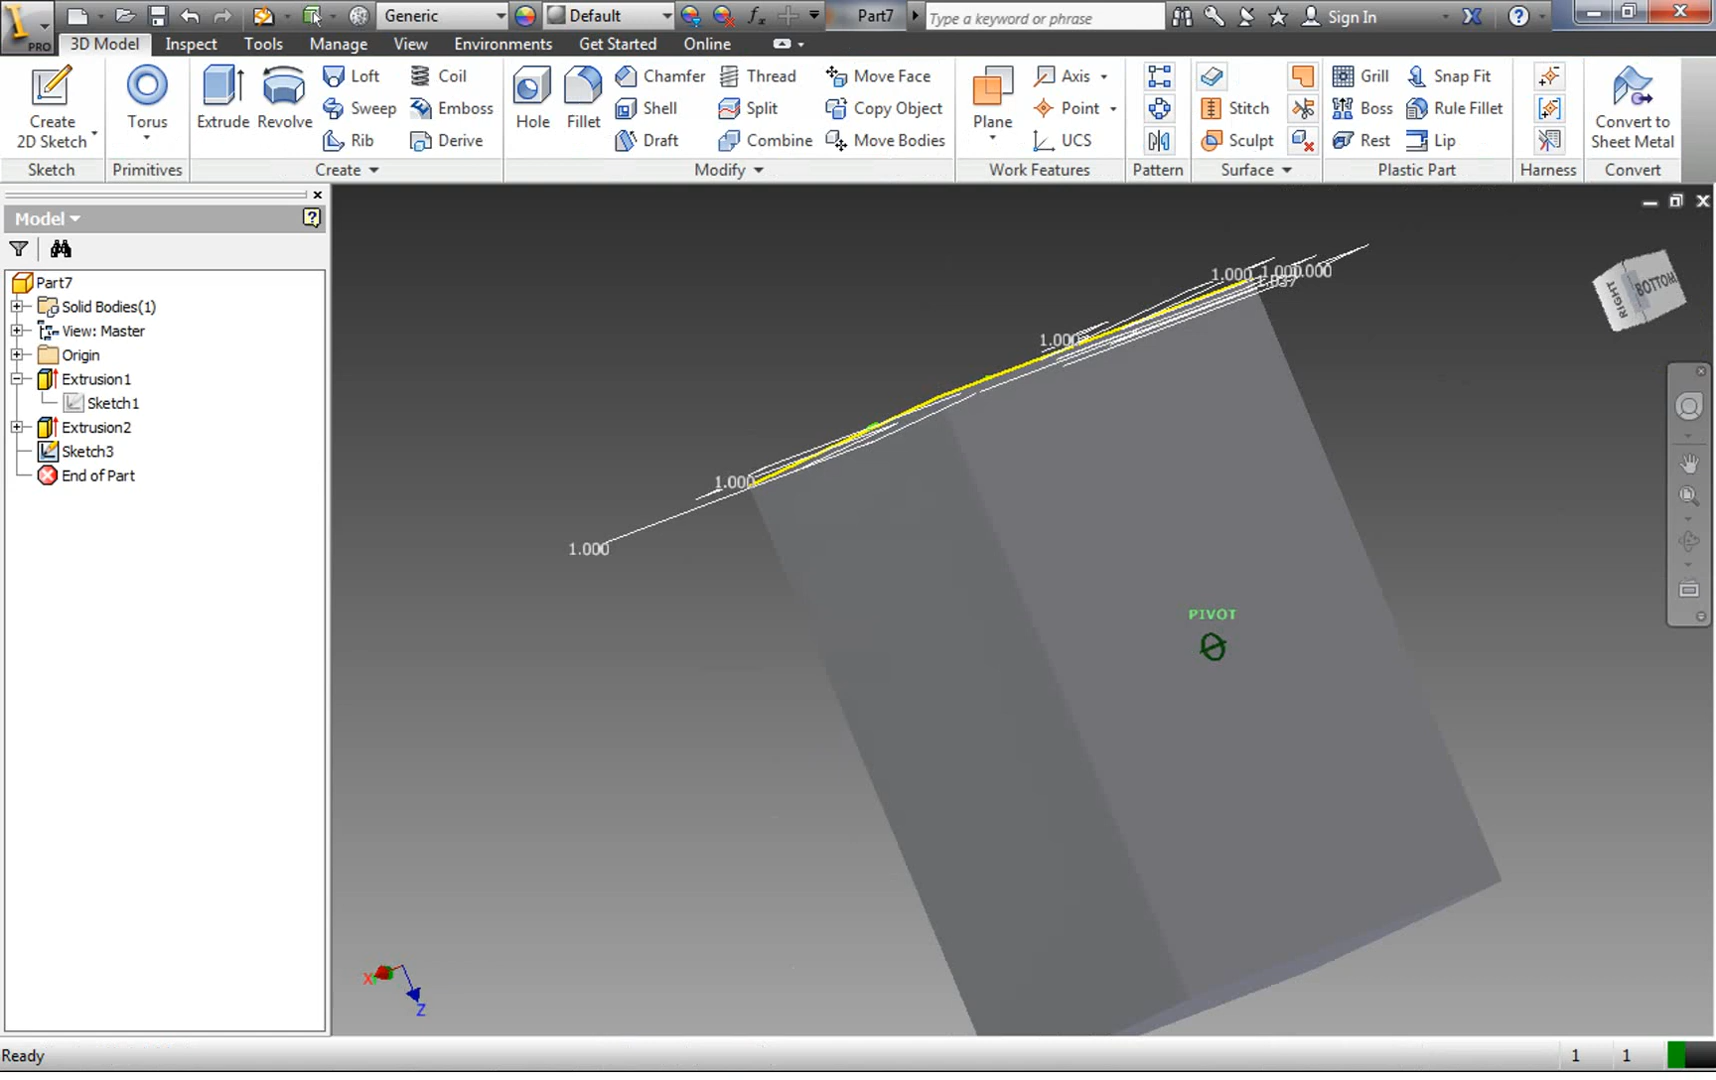 PRO
Generic
Default
fx
Part7
Type a keyword or phrase
Sign In
3D Model
Inspect
Tools
Manage
View
Environments
Get Started
Online
Create
2D Sketch
Sketch
Torus
Primitives
Extrude
Revolve
Loft
Sweep
Rib
Coil
Emboss
Derive
Create
Hole
Fillet
Chamfer
Shell
Draft
Thread
Split
Combine
Move Face
Copy Object
Move Bodies
Modify
Plane
Axis
Point
UCS
Work Features
Pattern
Stitch
Sculpt
Surface
Grill
Boss
Rest
Snap Fit
Rule Fillet
Lip
Plastic Part
Harness
Convert to
Sheet Metal
Convert
Model
Part7
Solid Bodies(1)
View: Master
Origin
Extrusion1
Sketch1
Extrusion2
Sketch3
End of Part
1.000
1.000
1.000
1.000
PIVOT
RIGHT
BOTTOM
X
Z
Ready
1
1